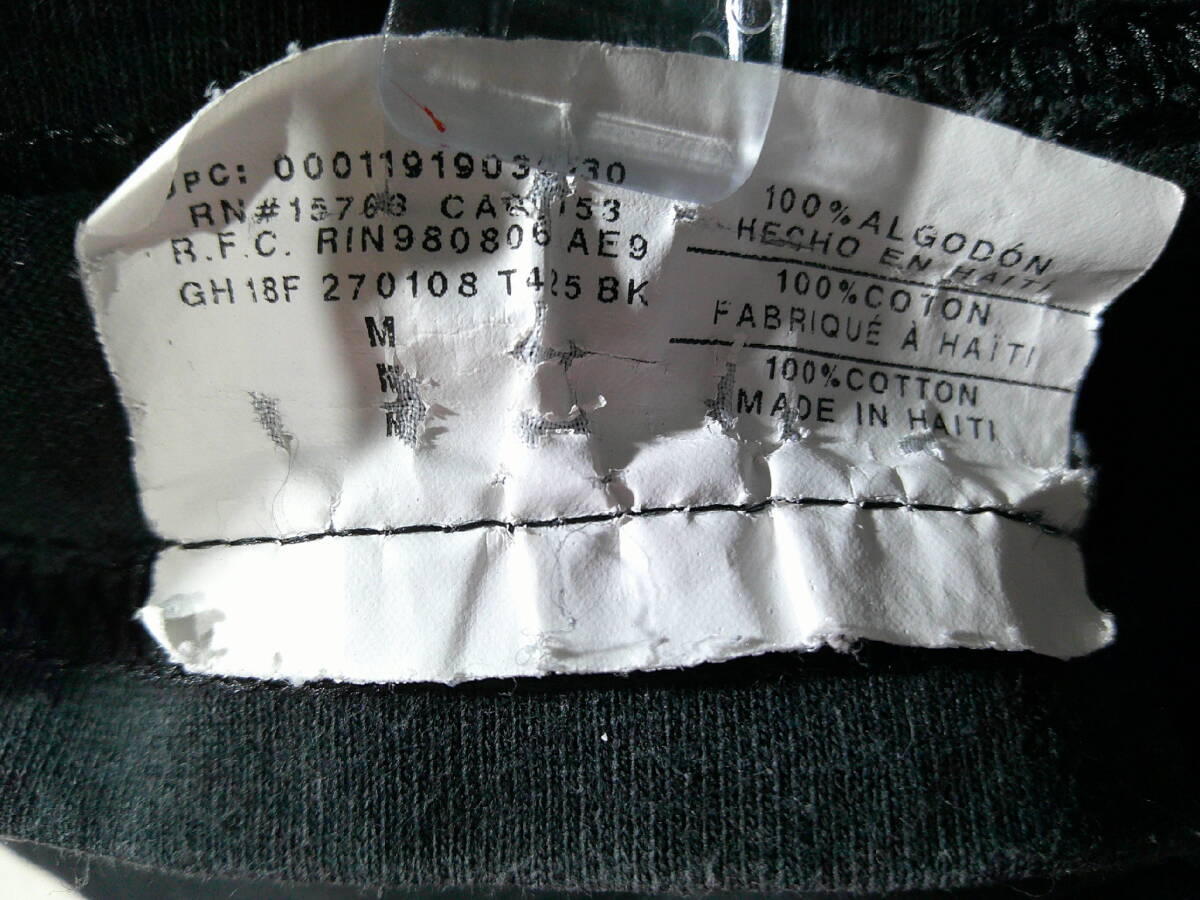 UPC:
RN# 
R.F.C. RIN980806 AE9
GH 18F 270108 T425 BK
M
M
100% ALGODÓN
HECHO EN HAITI
100% COTON
FABRIQUÉ À HAÏTI
100% COTTON
MADE IN HAITI